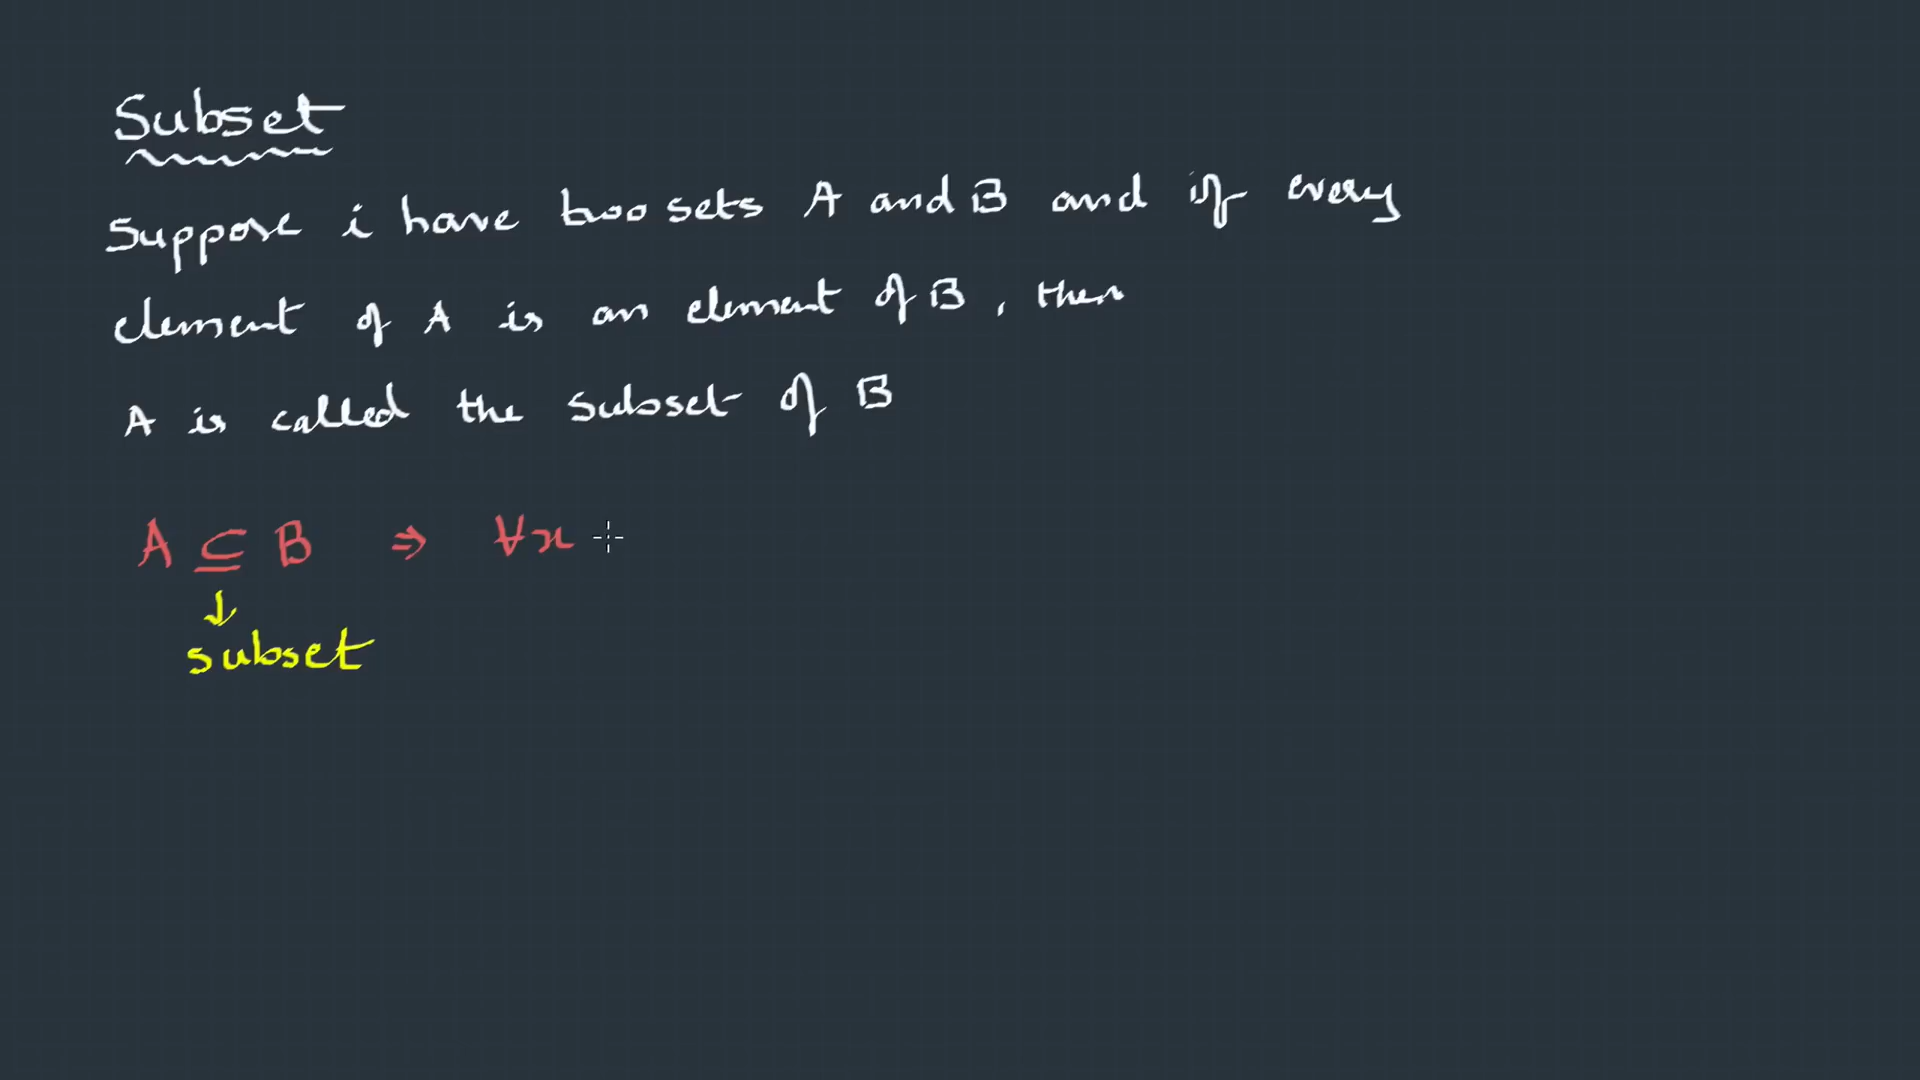 Subset
Suppose i have two sets A and B and if every
element of A is an element of B, then
A is called the subset of B
A ⊆ B ⇒ ∀x
↓
subset